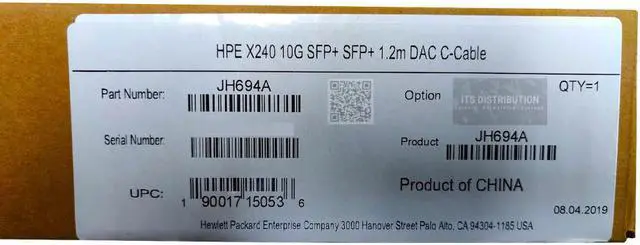 HPE X240 10G SFP+ SFP+ 1.2m DAC C-Cable
Part Number: JH694A
Option
ITS DISTRIBUTION
QTY=1
Serial Number:
Product JH694A
UPC: 1 90017 15053 6
Product of CHINA
08.04.2019
Hewlett Packard Enterprise Company 3000 Hanover Street Palo Alto, CA 94304-1185 USA